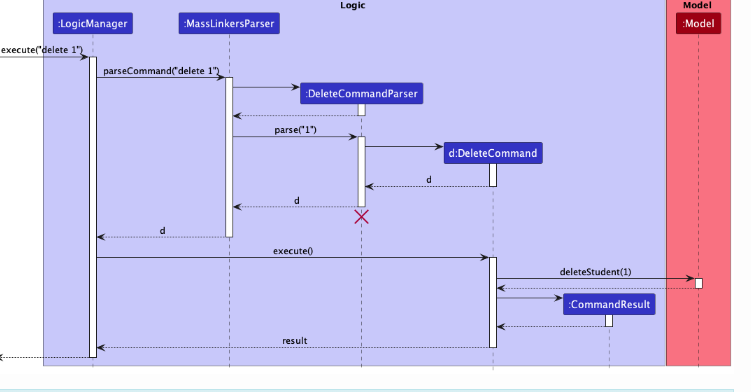 Logic
Model
:LogicManager
:MassLinkersParser
:Model
execute("delete 1")
parseCommand("delete 1")
:DeleteCommandParser
parse("1")
d:DeleteCommand
d
d
d
execute()
deleteStudent(1)
:CommandResult
result